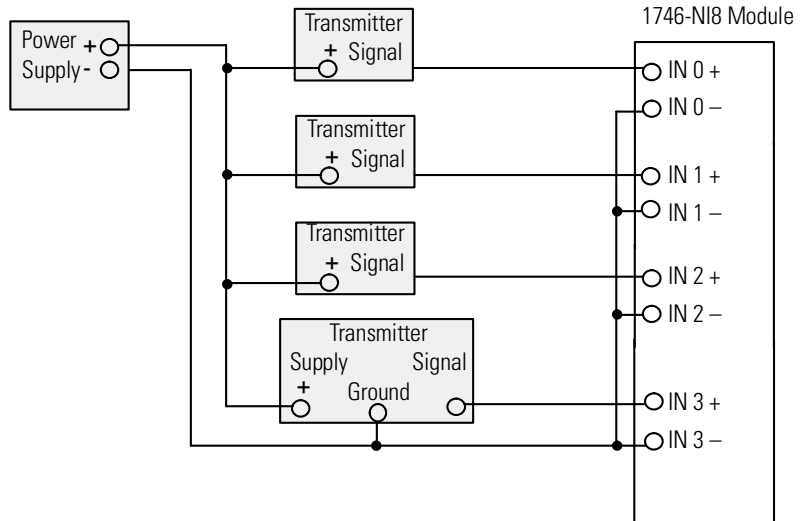 1746-NI8 Module
Power +
Supply -
Transmitter
+ Signal
IN 0 +
IN 0 –
Transmitter
+ Signal
IN 1 +
IN 1 –
Transmitter
+ Signal
IN 2 +
IN 2 –
Transmitter
Supply Signal
+
Ground
IN 3 +
IN 3 –